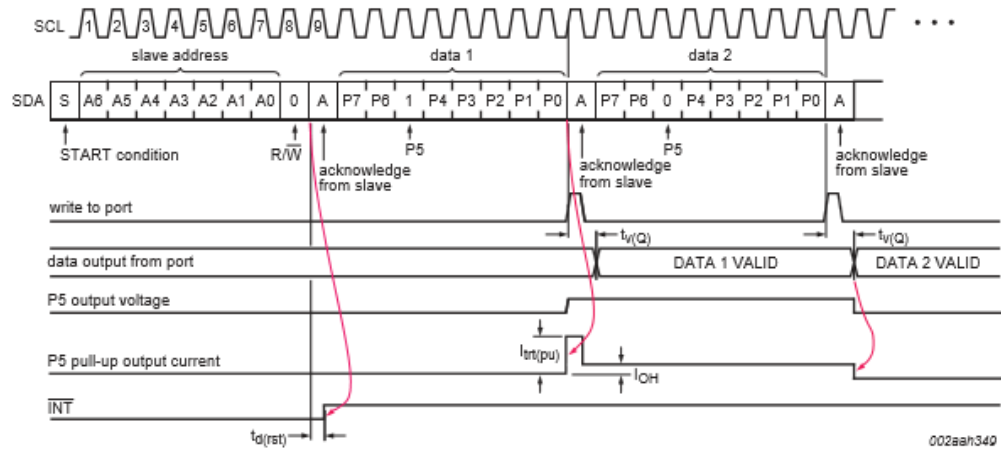 SCL 1 2 3 4 5 6 7 8 9
slave address data 1 data 2
SDA S A6 A5 A4 A3 A2 A1 A0 0 A P7 P6 1 P4 P3 P2 P1 P0 A P7 P6 0 P4 P3 P2 P1 P0 A
START condition R/W̅ acknowledge from slave P5 acknowledge from slave P5 acknowledge from slave
write to port
tv(Q) tv(Q)
data output from port DATA 1 VALID DATA 2 VALID
P5 output voltage
Itrt(pu)
P5 pull-up output current IOH
I̅N̅T̅
td(rst)
002aah349